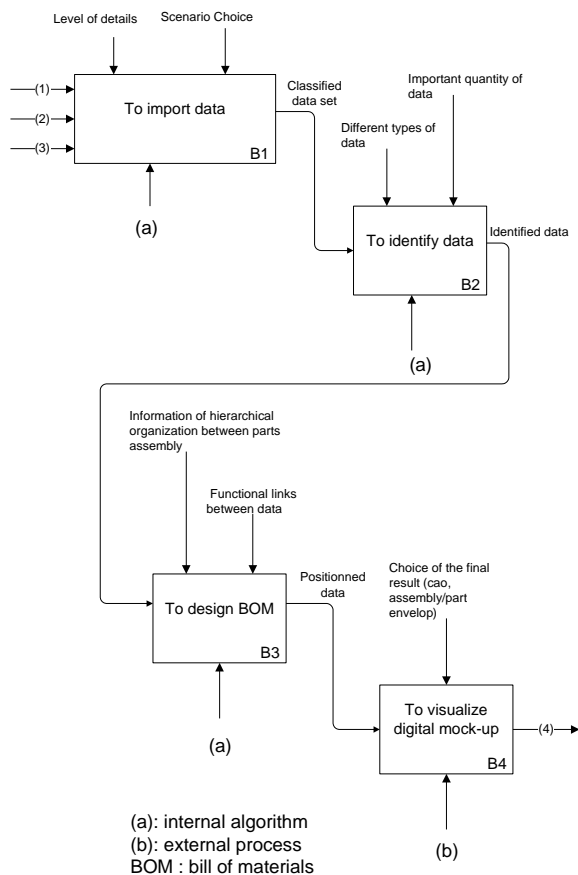 Level of details
Scenario Choice
(1)
(2)
(3)
To import data
B1
(a)
Classified
data set
Important quantity of
data
Different types of
data
To identify data
B2
Identified data
(a)
Information of hierarchical
organization between parts
assembly
Functional links
between data
To design BOM
B3
(a)
Positionned
data
Choice of the final
result (cao,
assembly/part
envelop)
To visualize
digital mock-up
B4
(4)
(b)
(a): internal algorithm
(b): external process
BOM : bill of materials